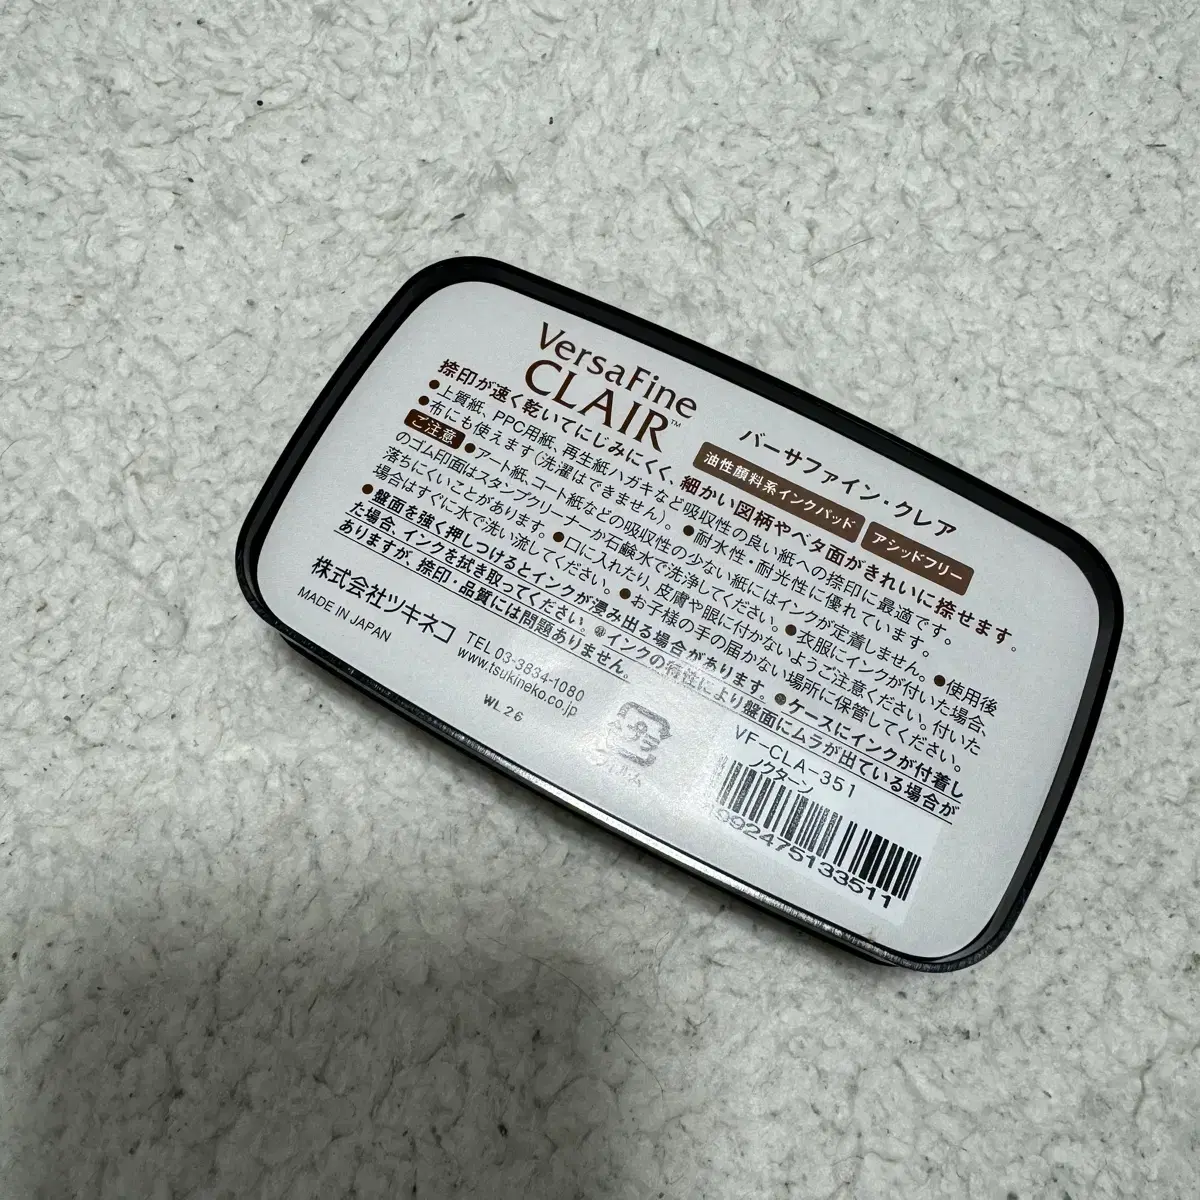 VersaFine
CLAIR™
バーサファイン・クレア
油性顔料系インクパッド
アシッドフリー
捺印が速く乾いてにじみにくく、細かい図柄やベタ面がきれいに捺せます。
●上質紙、PPC用紙、再生紙ハガキなど吸収性の良い紙への捺印に最適です。
●布にも使えます(洗濯はできません)。●耐水性・耐光性に優れています。
ご注意 ●アート紙、コート紙などの吸収性の少ない紙にはインクが定着しません。●使用後
のゴム印面はスタンプクリーナーか石鹸水で洗浄してください。●衣服にインクが付いた場合、
落ちにくいことがあります。●口に入れたり、皮膚や眼に付かないようご注意ください。付いた
場合はすぐに水で洗い流してください。●お子様の手の届かない場所に保管してください。
●盤面を強く押しつけるとインクが浸み出る場合があります。●ケースにインクが付着し
た場合、インクを拭き取ってください。●インクの特性により盤面にムラが出ている場合が
ありますが、捺印・品質には問題ありません。
株式会社ツキネコ
TEL 03-3834-1080
MADE IN JAPAN
www.tsukineko.co.jp
WL26
プラ
VF-CLA-351
ノクターン
992475133511